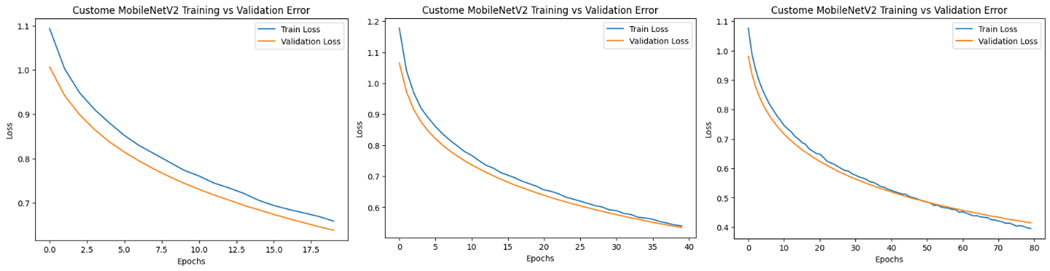 Custome MobileNetV2 Training vs Validation Error
Train Loss
Validation Loss
1.1
1.0
0.9
0.8
0.7
Loss
0.0 2.5 5.0 7.5 10.0 12.5 15.0 17.5
Epochs
Custome MobileNetV2 Training vs Validation Error
Train Loss
Validation Loss
1.2
1.1
1.0
0.9
0.8
0.7
0.6
Loss
0 5 10 15 20 25 30 35 40
Epochs
Custome MobileNetV2 Training vs Validation Error
Train Loss
Validation Loss
1.1
1.0
0.9
0.8
0.7
0.6
0.5
0.4
Loss
0 10 20 30 40 50 60 70 80
Epochs